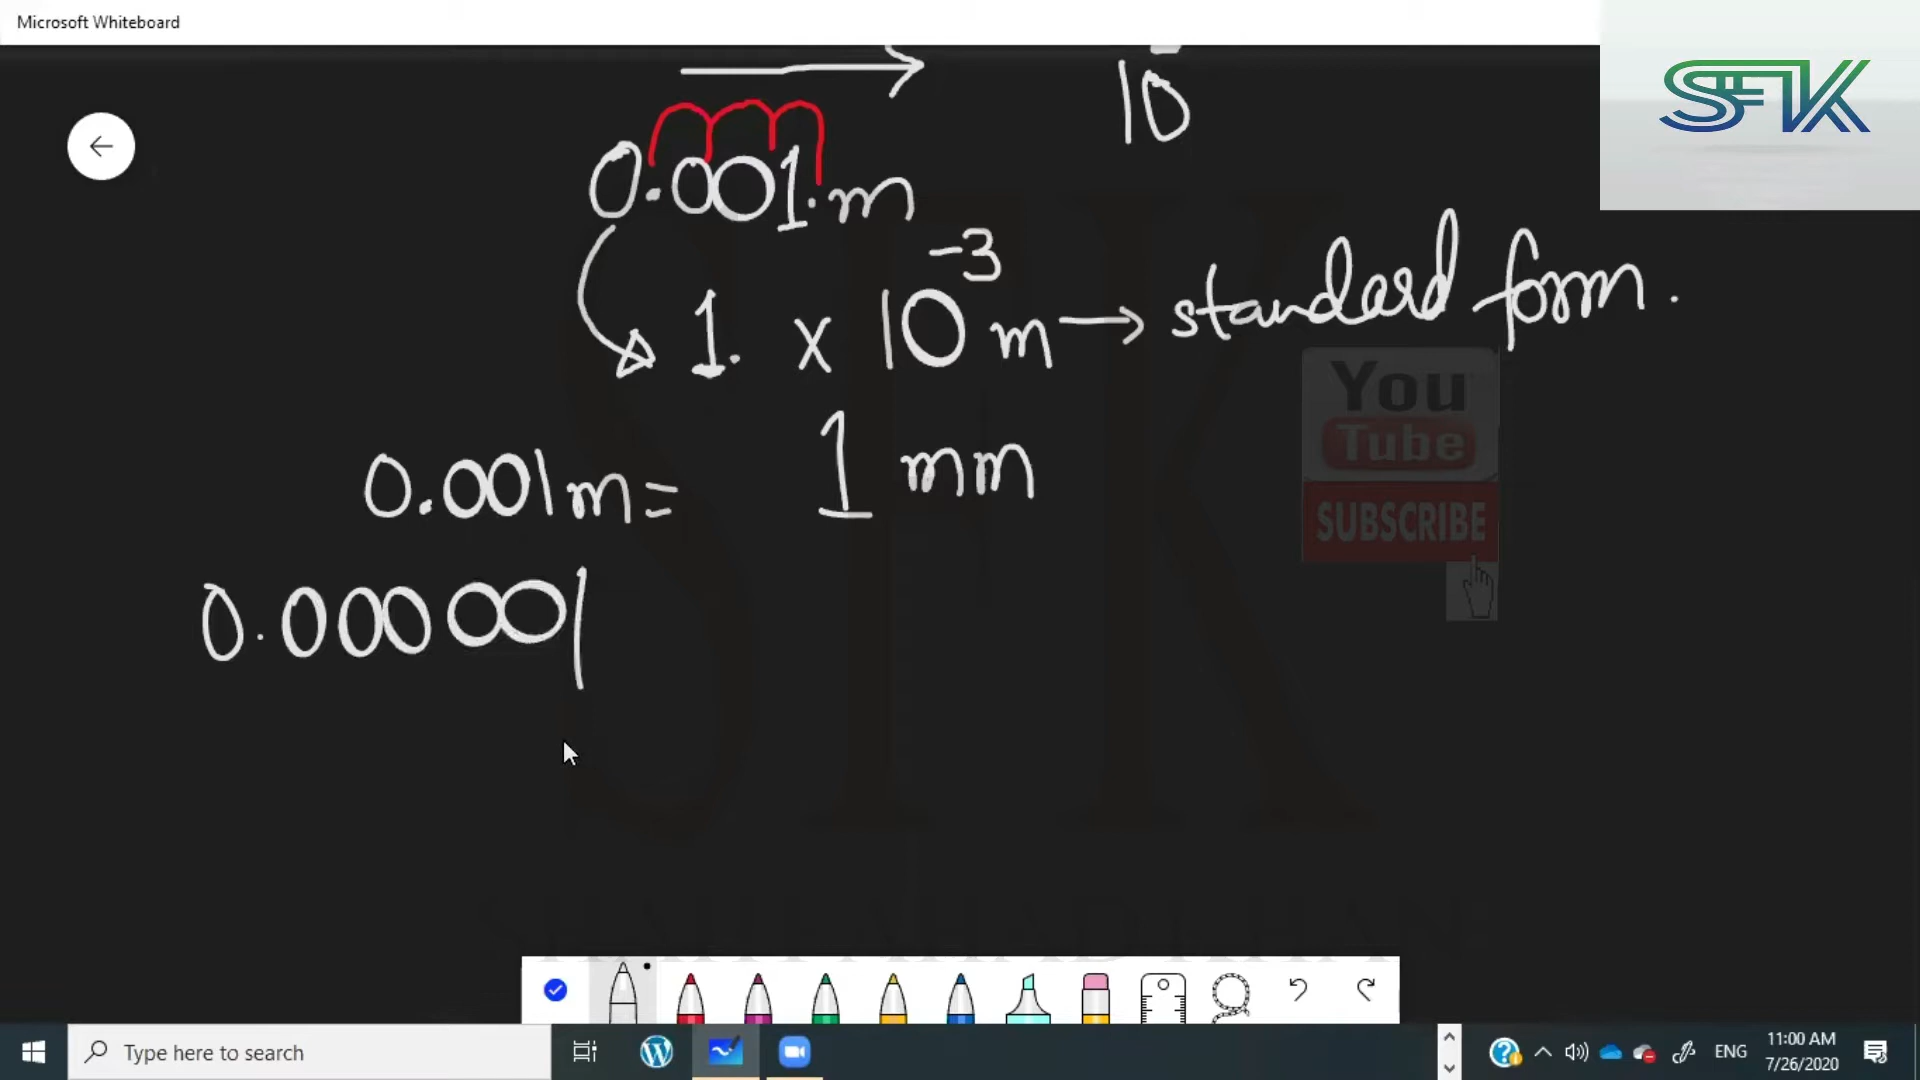 Microsoft Whiteboard
SFK
10
0.001.m
1. x 10⁻³ m → standard form.
0.001m = 1 mm
0.000001
You
Tube
SUBSCRIBE
Type here to search
ENG
11:00 AM
7/26/2020